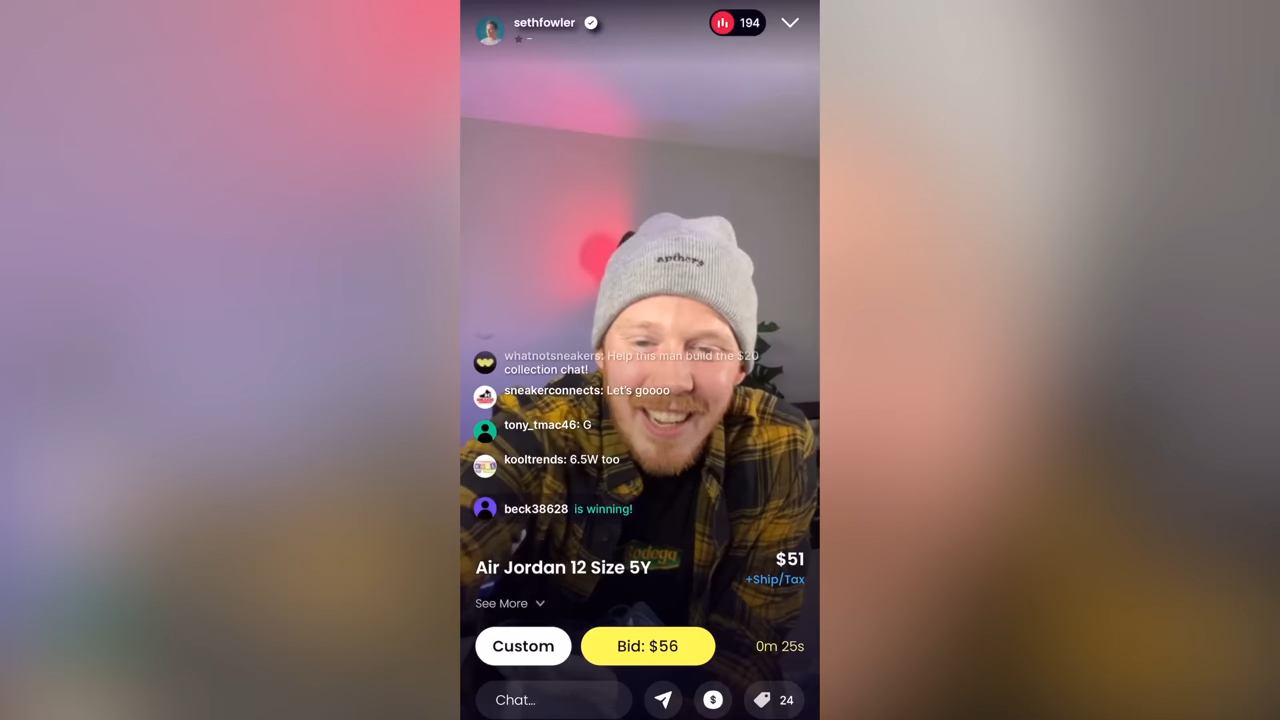 sethfowler
194
whatnotsneakers: Help this man build the $20
collection chat!
sneakerconnects: Let's goooo
tony_tmac46: G
kooltrends: 6.5W too
beck38628 is winning!
Air Jordan 12 Size 5Y
$51
+Ship/Tax
See More
Custom
Bid: $56
0m 25s
Chat...
24